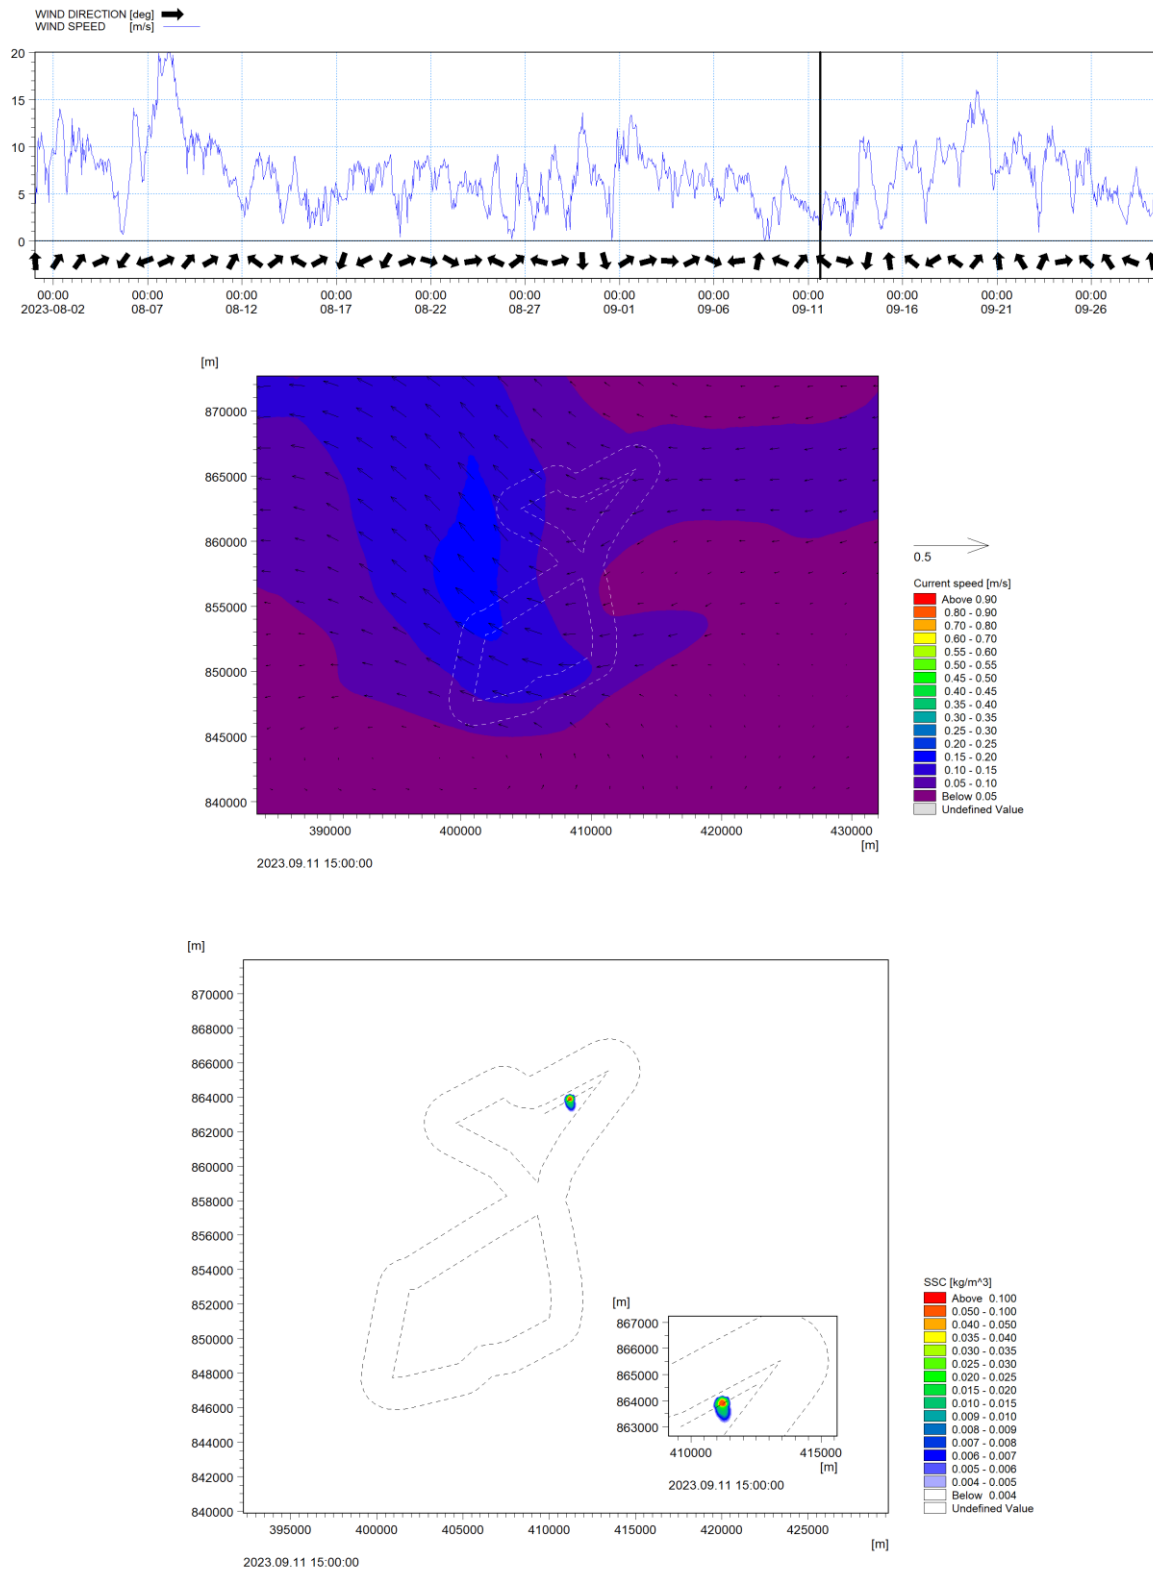 WIND DIRECTION [deg]
WIND SPEED [m/s]
20
15
10
5
0
00:00 00:00 00:00 00:00 00:00 00:00 00:00 00:00 00:00 00:00 00:00 00:00
2023-08-02 08-07 08-12 08-17 08-22 08-27 09-01 09-06 09-11 09-16 09-21 09-26
[m]
870000
865000
860000
855000
850000
845000
840000
390000 400000 410000 420000 430000
[m]
2023.09.11 15:00:00
0.5
Current speed [m/s]
Above 0.90
0.80 - 0.90
0.70 - 0.80
0.60 - 0.70
0.55 - 0.60
0.50 - 0.55
0.45 - 0.50
0.40 - 0.45
0.35 - 0.40
0.30 - 0.35
0.25 - 0.30
0.20 - 0.25
0.15 - 0.20
0.10 - 0.15
0.05 - 0.10
Below 0.05
Undefined Value
[m]
870000
868000
866000
864000
862000
860000
858000
856000
854000
852000
850000
848000
846000
844000
842000
840000
395000 400000 405000 410000 415000 420000 425000
[m]
2023.09.11 15:00:00
[m]
867000
866000
865000
864000
863000
410000 415000
[m]
2023.09.11 15:00:00
SSC [kg/m^3]
Above 0.100
0.050 - 0.100
0.040 - 0.050
0.035 - 0.040
0.030 - 0.035
0.025 - 0.030
0.020 - 0.025
0.015 - 0.020
0.010 - 0.015
0.009 - 0.010
0.008 - 0.009
0.007 - 0.008
0.006 - 0.007
0.005 - 0.006
0.004 - 0.005
Below 0.004
Undefined Value